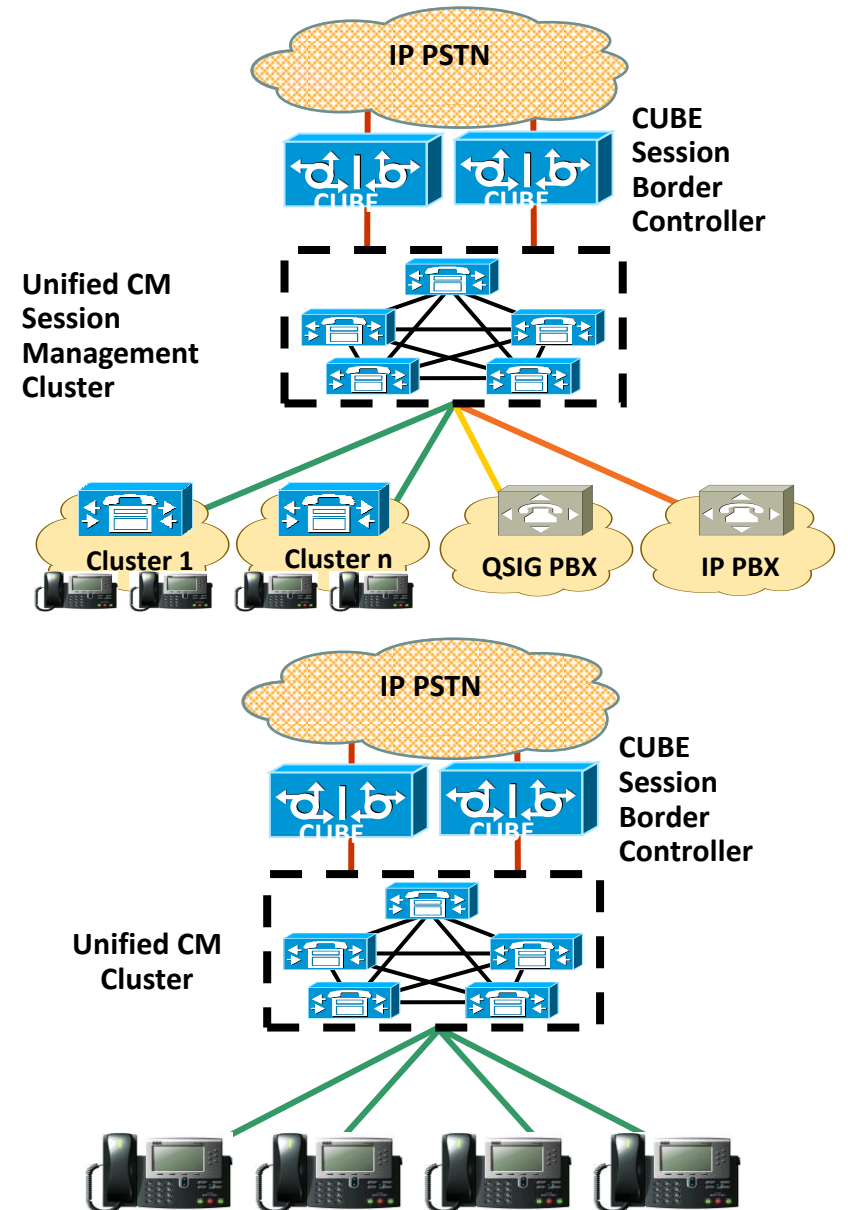 IP PSTN
CUBE
CUBE
CUBE
Session
Border
Controller
Unified CM
Session
Management
Cluster
Cluster 1
Cluster n
QSIG PBX
IP PBX
IP PSTN
CUBE
CUBE
CUBE
Session
Border
Controller
Unified CM
Cluster